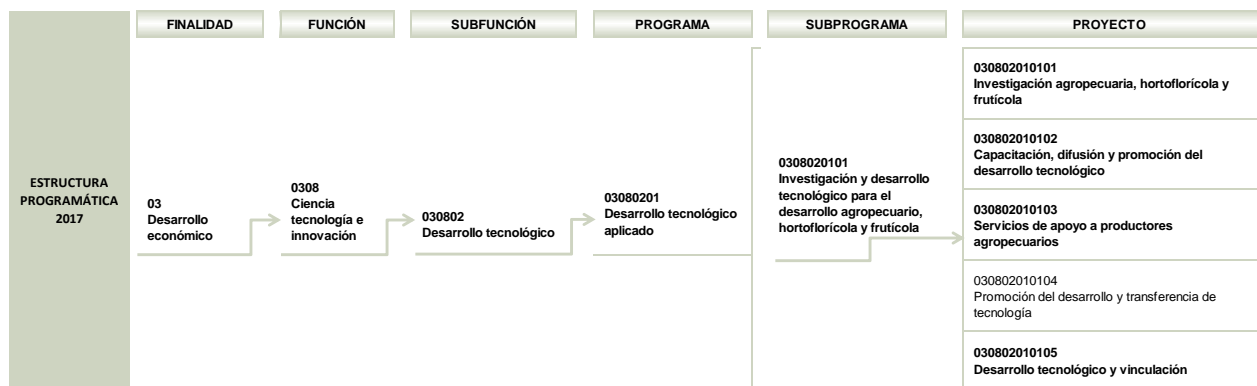 FINALIDAD
FUNCIÓN
SUBFUNCIÓN
PROGRAMA
SUBPROGRAMA
PROYECTO
ESTRUCTURA
PROGRAMÁTICA
2017
03
Desarrollo
económico
0308
Ciencia
tecnología e
innovación
030802
Desarrollo tecnológico
03080201
Desarrollo tecnológico
aplicado
0308020101
Investigación y desarrollo
tecnológico para el
desarrollo agropecuario,
hortoflorícola y frutícola
030802010101
Investigación agropecuaria, hortoflorícola y
frutícola
030802010102
Capacitación, difusión y promoción del
desarrollo tecnológico
030802010103
Servicios de apoyo a productores
agropecuarios
030802010104
Promoción del desarrollo y transferencia de
tecnología
030802010105
Desarrollo tecnológico y vinculación